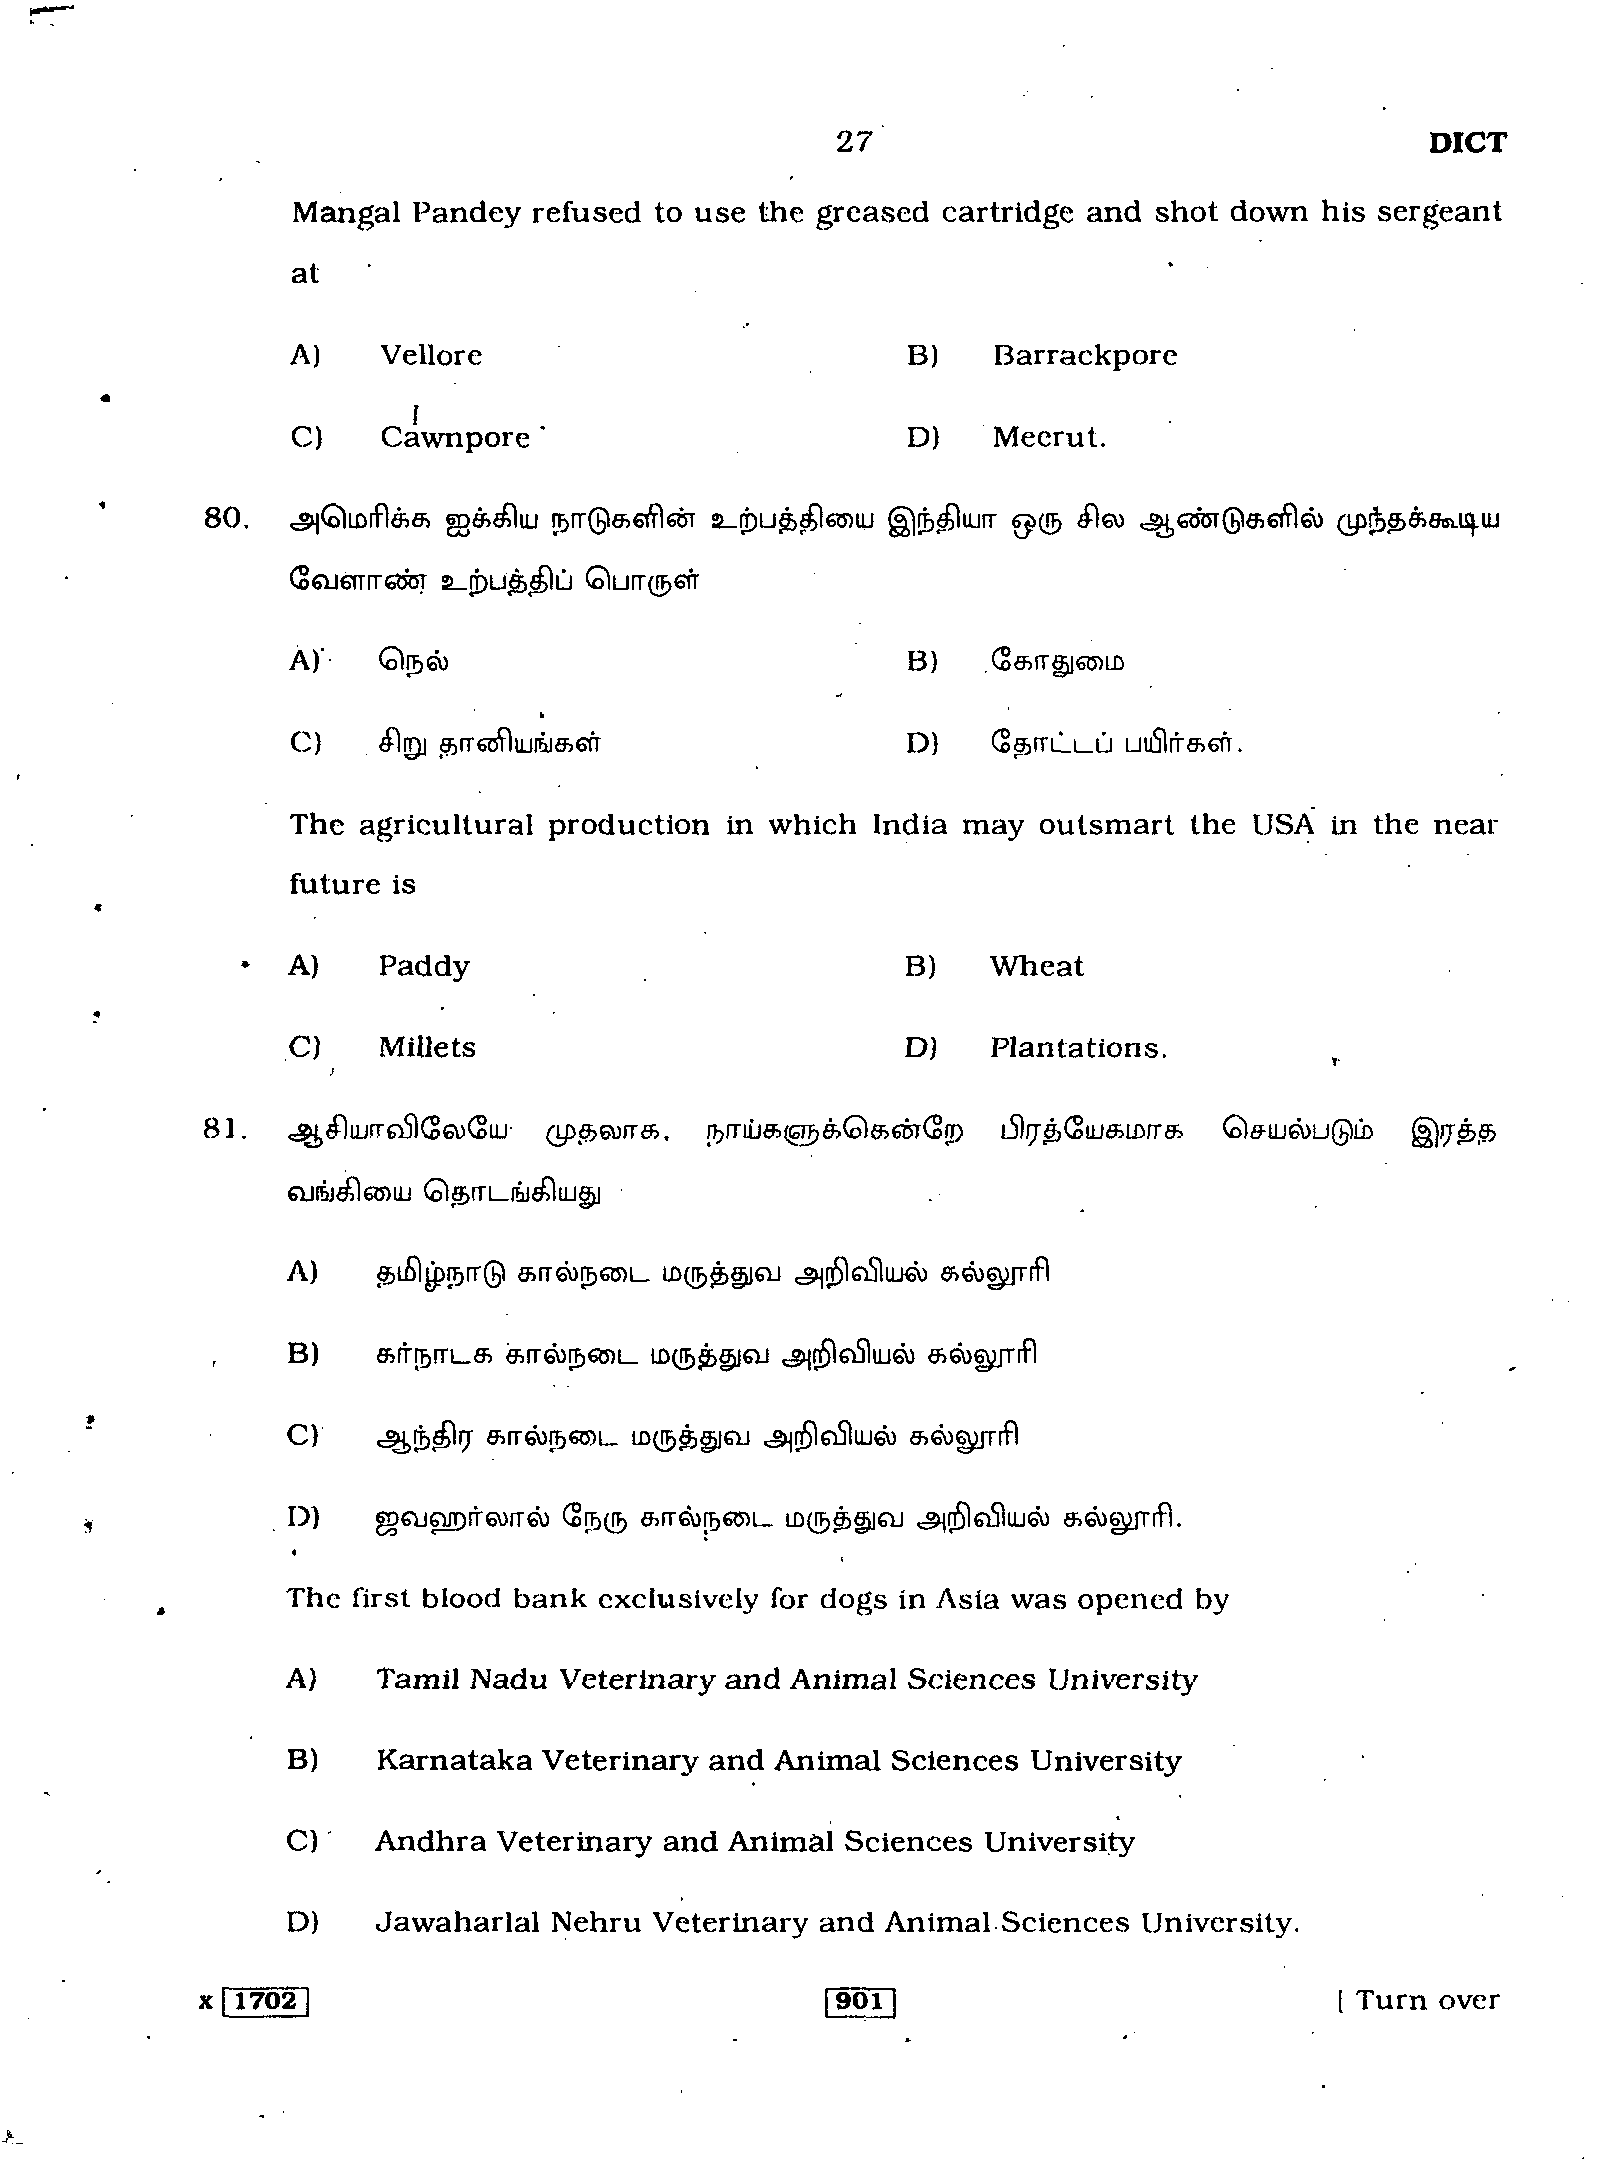 27 DICT
Mangal Pandey refused to use the greased cartridge and shot down his sergeant
at
A) Vellore B) Barrackpore
C) Cawnpore D) Meerut.
80. அமெரிக்க ஐக்கிய நாடுகளின் உற்பத்தியை இந்தியா ஒரு சில ஆண்டுகளில் முந்தக்கூடிய
வேளாண் உற்பத்திப் பொருள்
A) நெல் B) கோதுமை
C) சிறு தானியங்கள் D) தோட்டப் பயிர்கள்.
The agricultural production in which India may outsmart the USA in the near
future is
A) Paddy B) Wheat
C) Millets D) Plantations.
81. ஆசியாவிலேயே முதலாக, நாய்களுக்கென்றே பிரத்யேகமாக செயல்படும் இரத்த
வங்கியை தொடங்கியது
A) தமிழ்நாடு கால்நடை மருத்துவ அறிவியல் கல்லூரி
B) கர்நாடக கால்நடை மருத்துவ அறிவியல் கல்லூரி
C) ஆந்திர கால்நடை மருத்துவ அறிவியல் கல்லூரி
D) ஜவஹர்லால் நேரு கால்நடை மருத்துவ அறிவியல் கல்லூரி.
The first blood bank exclusively for dogs in Asia was opened by
A) Tamil Nadu Veterinary and Animal Sciences University
B) Karnataka Veterinary and Animal Sciences University
C) Andhra Veterinary and Animal Sciences University
D) Jawaharlal Nehru Veterinary and Animal Sciences University.
x 1702 901 [ Turn over